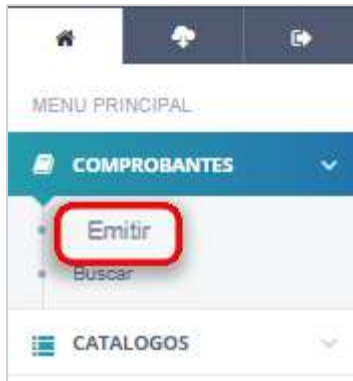 MENU PRINCIPAL
COMPROBANTES
Emitir
Buscar
CATALOGOS